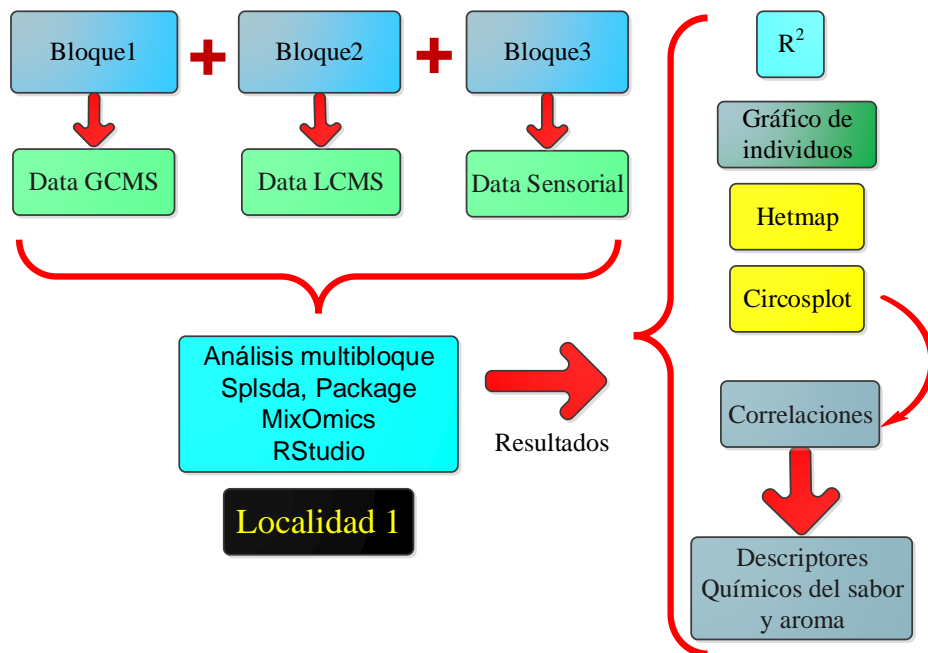 Bloque1
Bloque2
Bloque3
Data GCMS
Data LCMS
Data Sensorial
Análisis multibloque
Splsda, Package
MixOmics
RStudio
Localidad 1
Resultados
R²
Gráfico de
individuos
Hetmap
Circosplot
Correlaciones
Descriptores
Químicos del sabor
y aroma